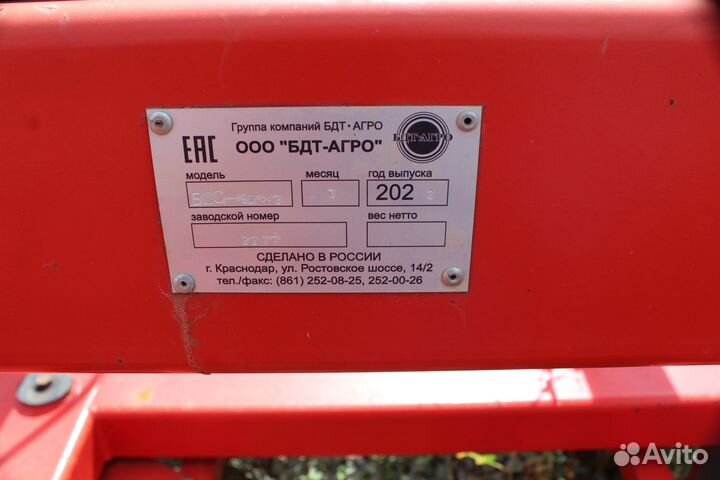 Группа компаний БДТ·АГРО
ООО "БДТ-АГРО"
БДТ·АГРО
EAC
модель месяц год выпуска
3 202
заводской номер вес нетто
СДЕЛАНО В РОССИИ
г. Краснодар, ул. Ростовское шоссе, 14/2
тел./факс: (861) 252-08-25, 252-00-26
Avito